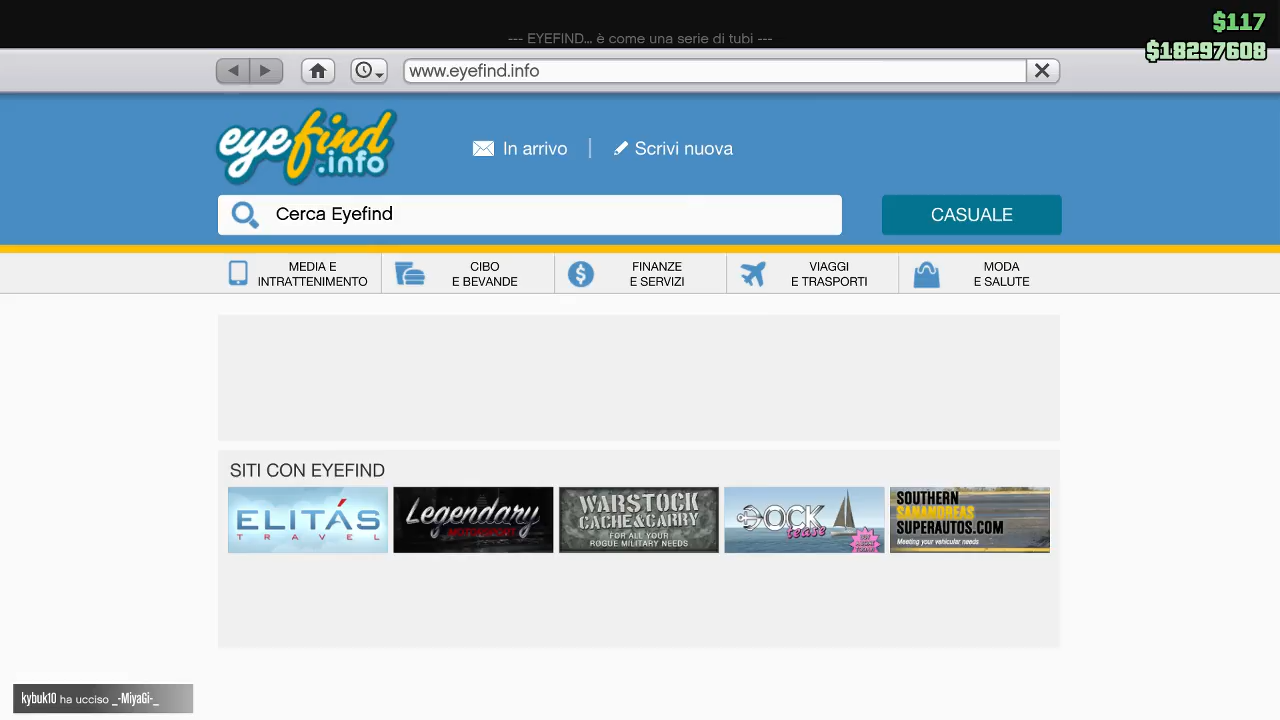 $117
--- EYEFIND... è come una serie di tubi ---
$18297608
www.eyefind.info
eyefind
.info
In arrivo
Scrivi nuova
Cerca Eyefind
CASUALE
MEDIA E
INTRATTENIMENTO
CIBO
E BEVANDE
FINANZE
E SERVIZI
VIAGGI
E TRASPORTI
MODA
E SALUTE
SITI CON EYEFIND
ELITÁS
TRAVEL
Legendary
MOTORSPORT
WARSTOCK
CACHE&CARRY
FOR ALL YOUR
ROGUE MILITARY NEEDS
DOCK
tease
SOUTHERN
SANANDREAS
SUPERAUTOS.COM
Meeting your vehicular needs
kybuk10 ha ucciso _-MiyaGi-_